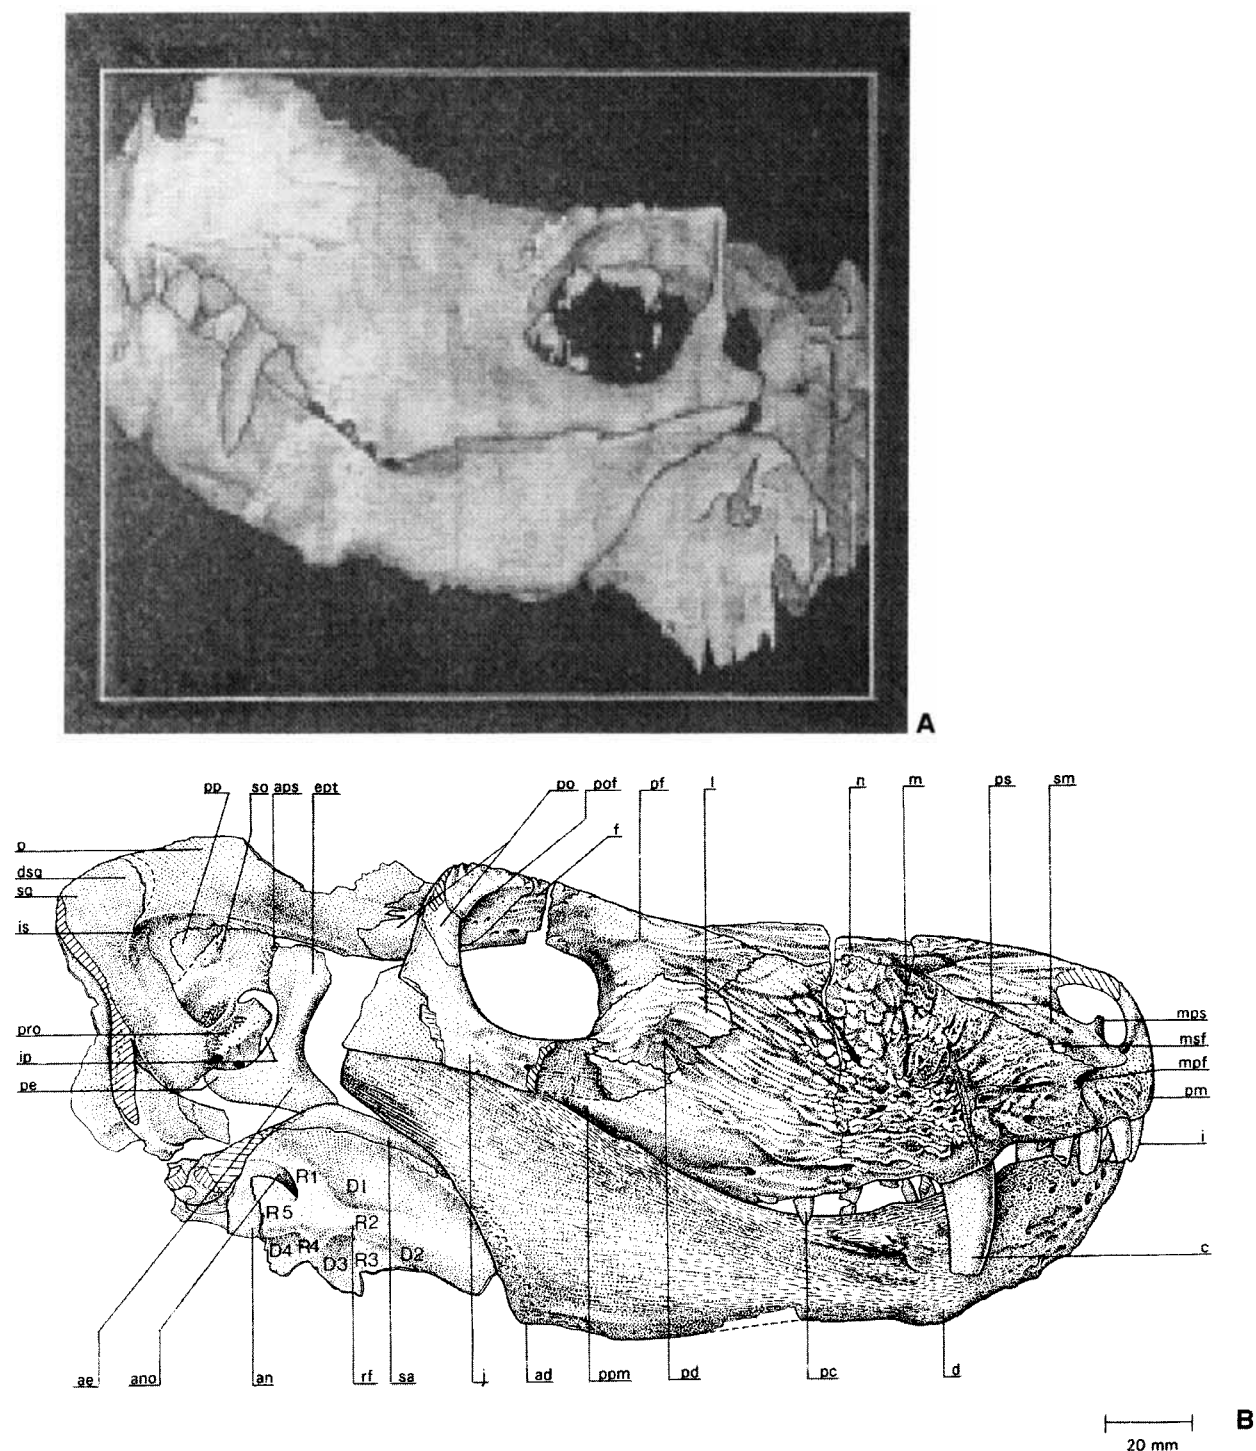 A
pp so aps ept po pof pf l n m ps sm
f
p
dsq
sq
is
pro
ip
pe
mps
msf
mpf
pm
i
c
R1
D1
R5
R2
D4 R4 D3 R3 D2
ae ano an rf sa j ad ppm pd pc d
B
20 mm